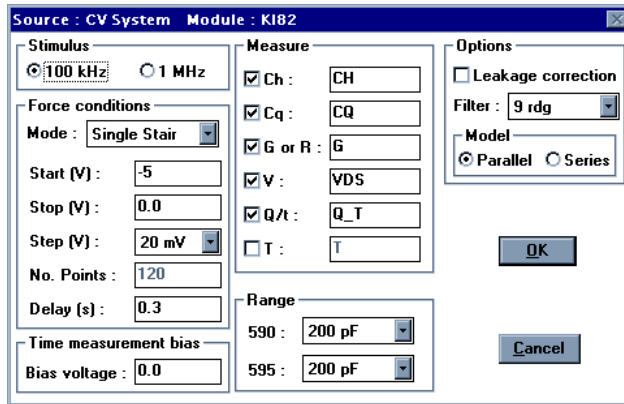 Source : CV System Module : KI82
Stimulus
100 kHz 1 MHz
Force conditions
Mode : Single Stair
Start (V) : -5
Stop (V) : 0.0
Step (V) : 20 mV
No. Points : 120
Delay (s) : 0.3
Time measurement bias
Bias voltage : 0.0
Measure
Ch : CH
Cq : CQ
G or R : G
V : VDS
Q/t : Q_T
T : T
Range
590 : 200 pF
595 : 200 pF
Options
Leakage correction
Filter : 9 rdg
Model
Parallel Series
OK
Cancel